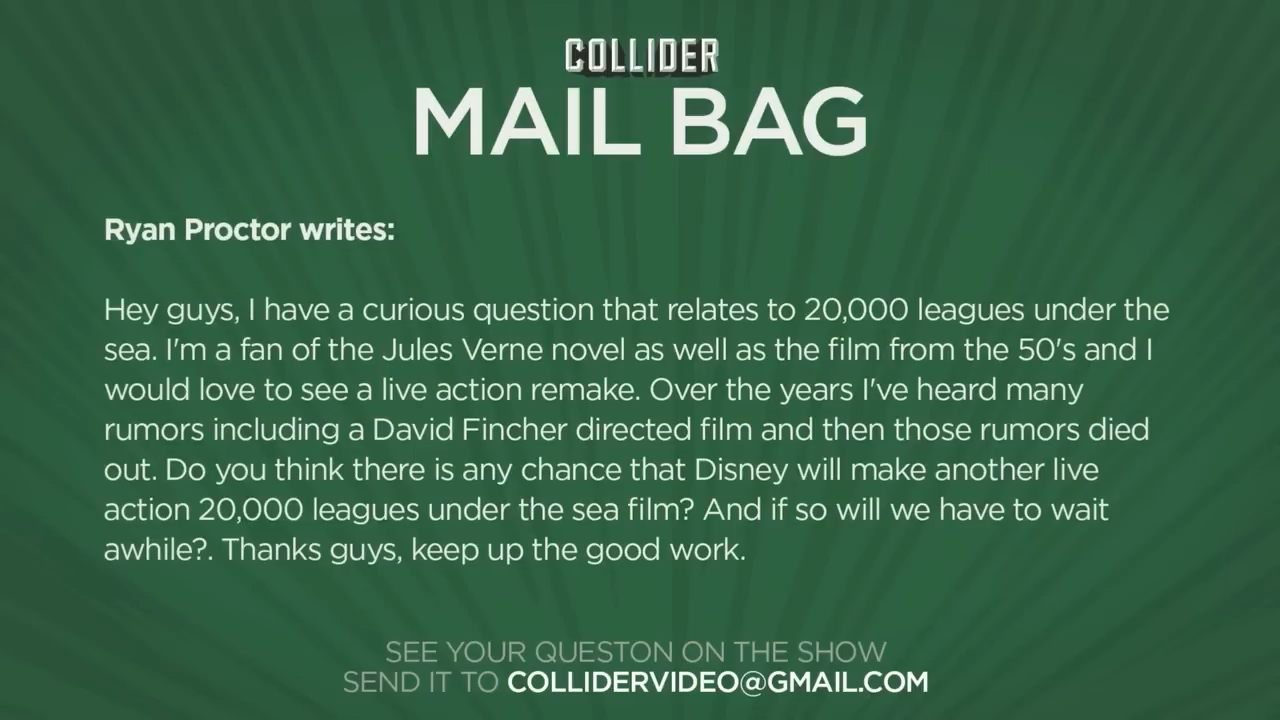 COLLIDER
MAIL BAG
Ryan Proctor writes:
Hey guys, I have a curious question that relates to 20,000 leagues under the
sea. I'm a fan of the Jules Verne novel as well as the film from the 50's and I
would love to see a live action remake. Over the years I've heard many
rumors including a David Fincher directed film and then those rumors died
out. Do you think there is any chance that Disney will make another live
action 20,000 leagues under the sea film? And if so will we have to wait
awhile?. Thanks guys, keep up the good work.
SEE YOUR QUESTON ON THE SHOW
SEND IT TO COLLIDERVIDEO@GMAIL.COM